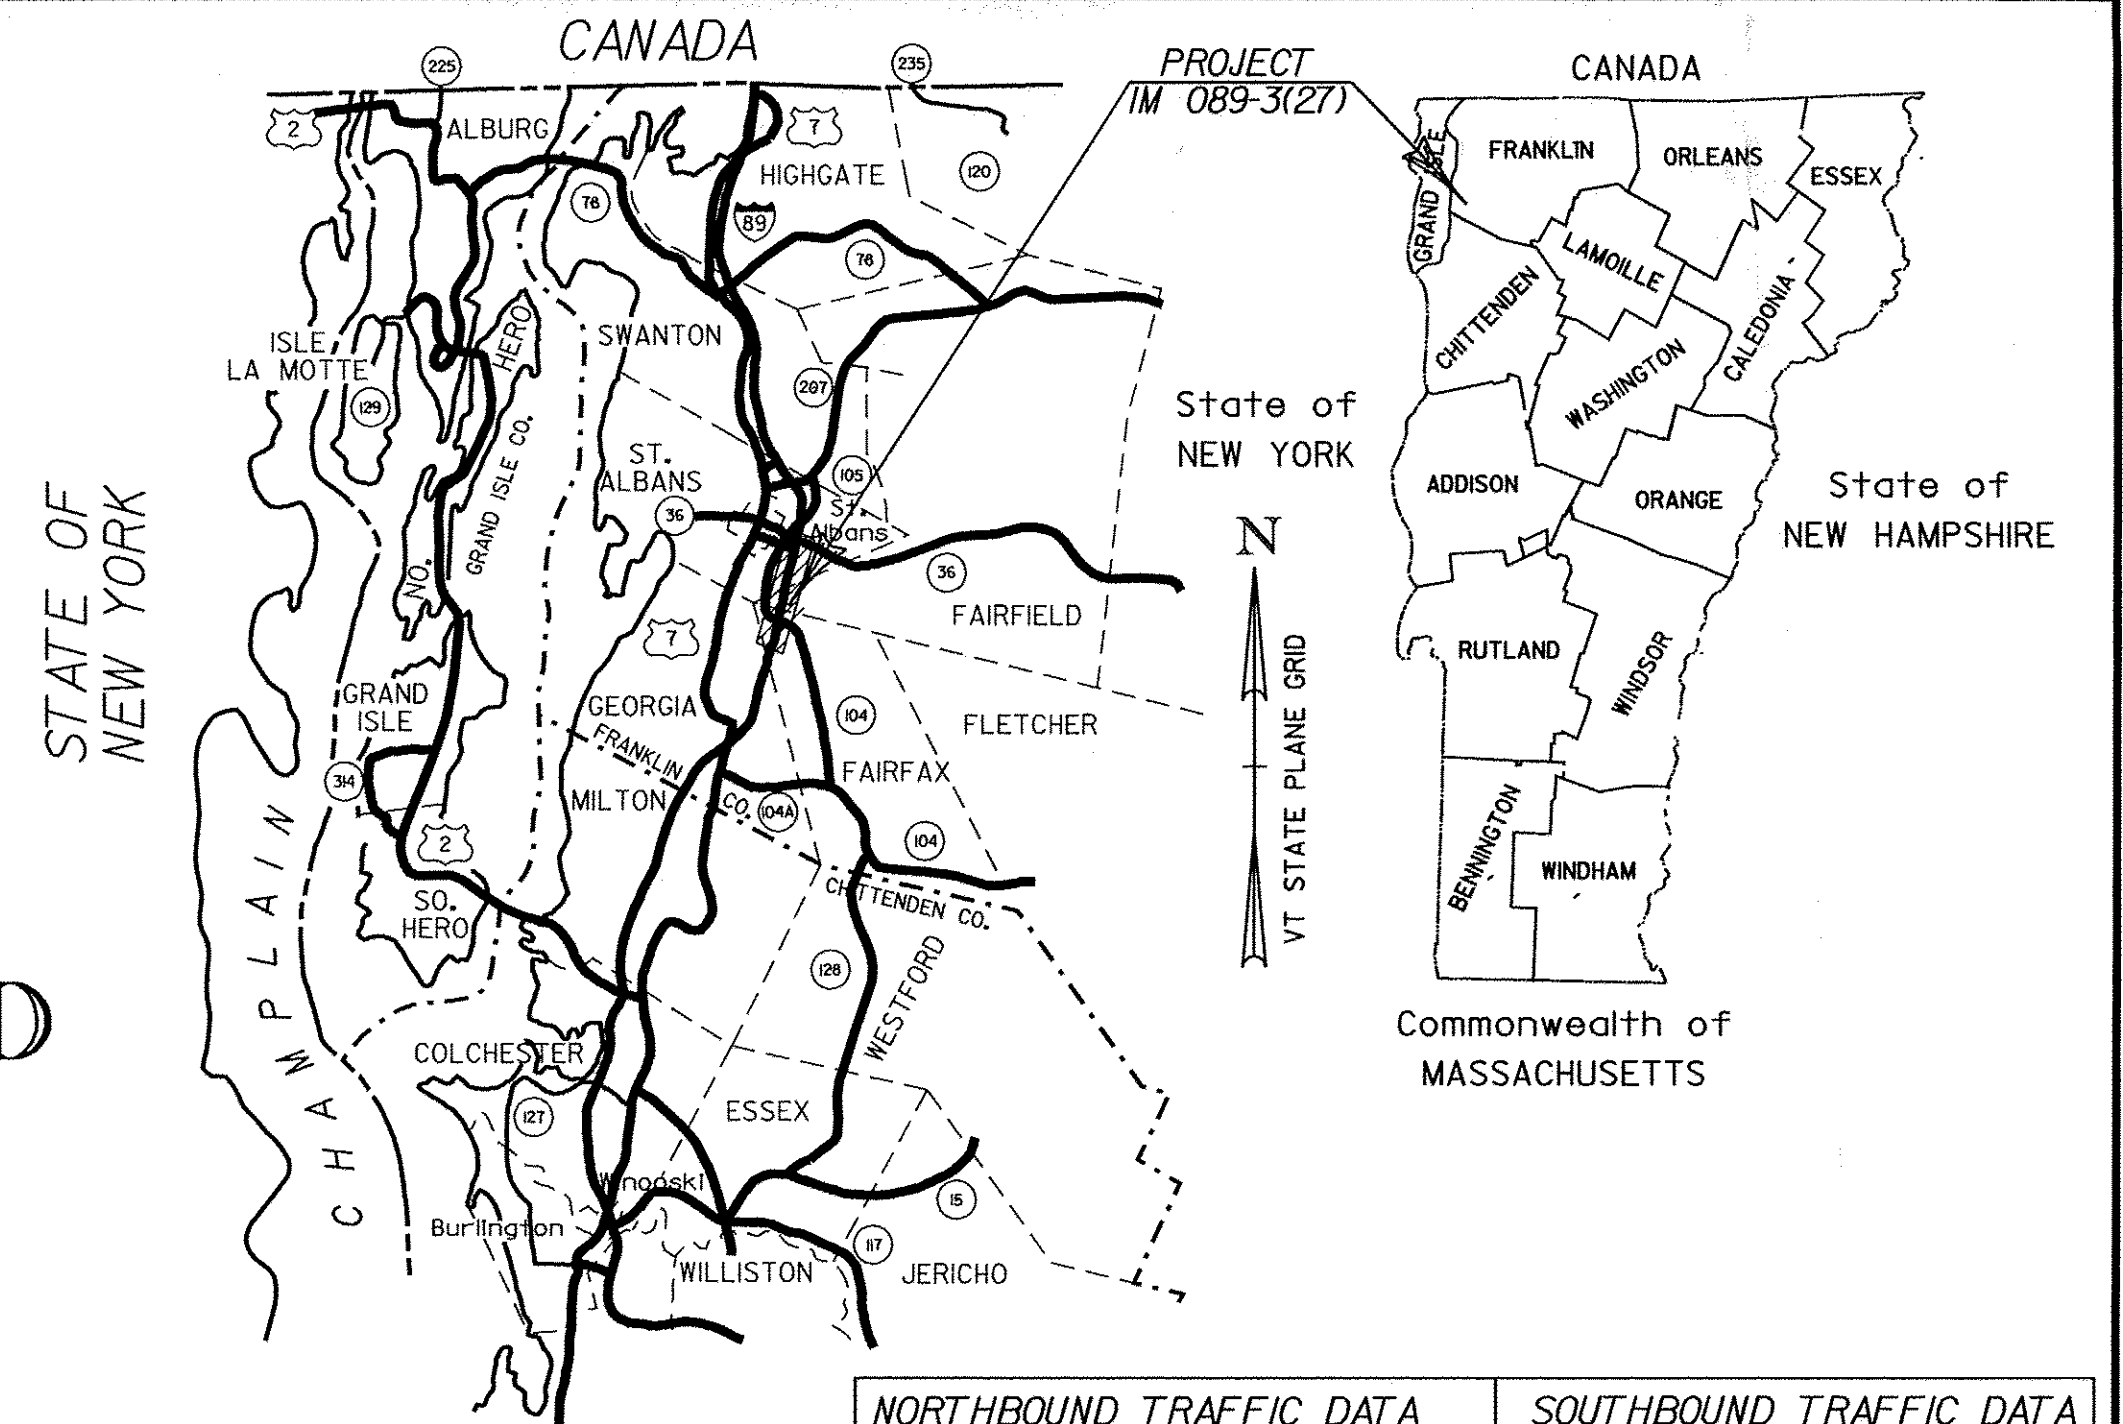 CANADA
225
235
PROJECT
IM 089-3(27)
CANADA
2
ALBURG
7
HIGHGATE
120
78
89
78
ISLE
LA MOTTE
129
HERO
SWANTON
207
GRAND ISLE CO.
ST.
ALBANS
36
105
St.
Albans
36
NO.
FAIRFIELD
7
GRAND
ISLE
GEORGIA
104
FLETCHER
FRANKLIN
CO.
FAIRFAX
314
MILTON
104A
2
104
CHITTENDEN CO.
SO.
HERO
128
WESTFORD
COLCHESTER
127
ESSEX
Winooski
Burlington
15
117
WILLISTON
JERICHO
STATE OF
NEW YORK
CHAMPLAIN
State of
NEW YORK
N
VT STATE PLANE GRID
GRAND ISLE
FRANKLIN
ORLEANS
ESSEX
LAMOILLE
CHITTENDEN
CALEDONIA
WASHINGTON
ADDISON
ORANGE
State of
NEW HAMPSHIRE
RUTLAND
WINDSOR
BENNINGTON
WINDHAM
Commonwealth of
MASSACHUSETTS
NORTHBOUND TRAFFIC DATA
SOUTHBOUND TRAFFIC DATA